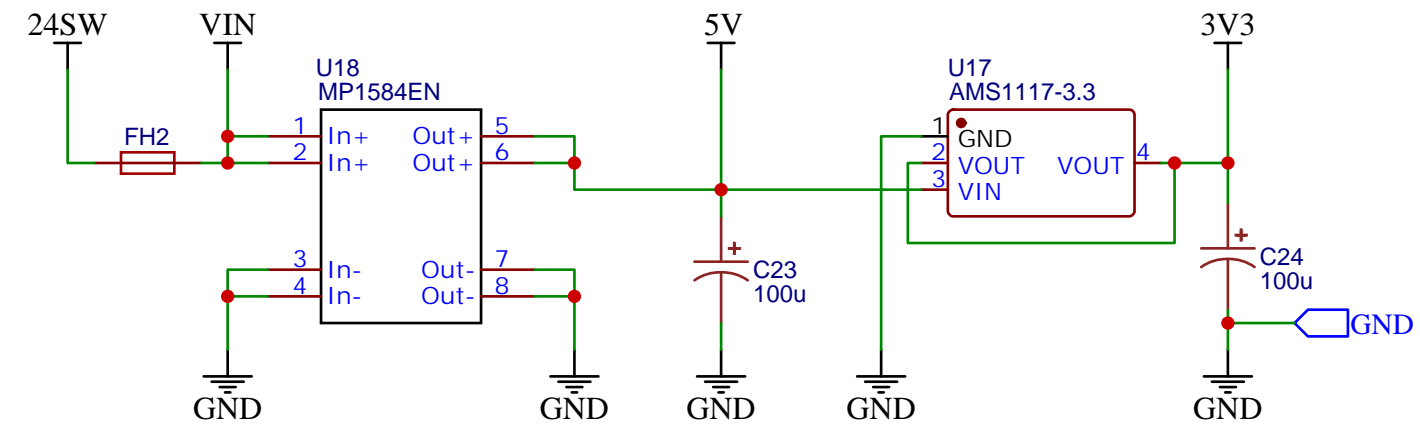 24SW
VIN
5V
3V3
U18
MP1584EN
U17
AMS1117-3.3
FH2
1 In+ Out+ 5
2 In+ Out+ 6
3 In- Out- 7
4 In- Out- 8
1 GND
2 VOUT VOUT 4
3 VIN
+
C23
100u
+
C24
100u
GND
GND
GND
GND
GND
GND